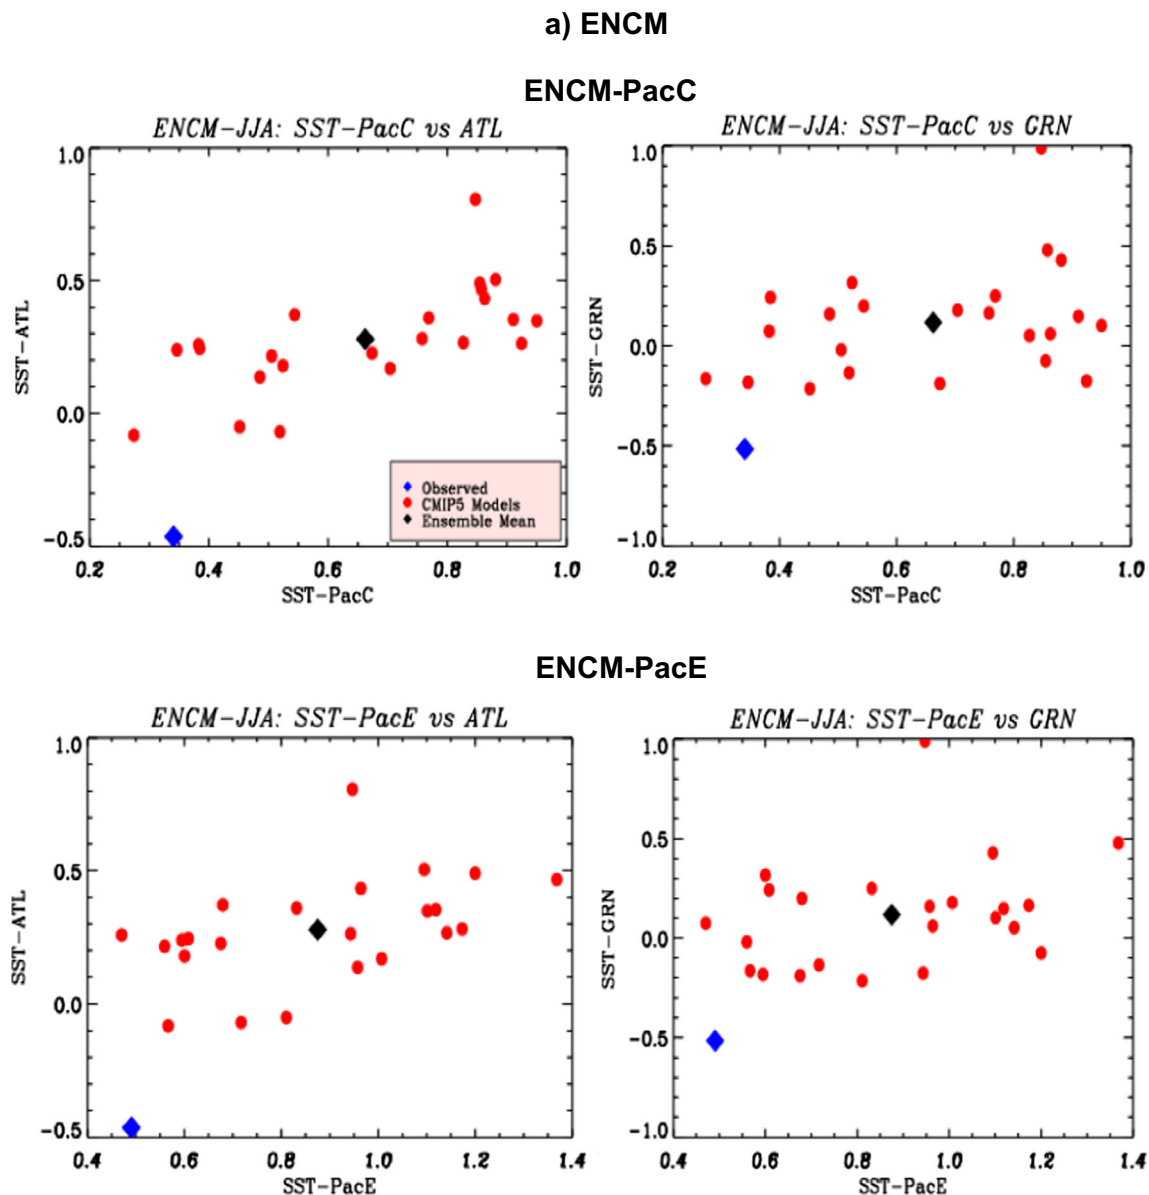 a) ENCM
ENCM-PacC
ENCM-JJA: SST-PacC vs ATL
1.0
0.5
0.0
-0.5
SST-ATL
Observed
CMIP5 Models
Ensemble Mean
0.2 0.4 0.6 0.8 1.0
SST-PacC
ENCM-JJA: SST-PacC vs GRN
1.0
0.5
0.0
-0.5
-1.0
SST-GRN
0.2 0.4 0.6 0.8 1.0
SST-PacC
ENCM-PacE
ENCM-JJA: SST-PacE vs ATL
1.0
0.5
0.0
-0.5
SST-ATL
0.4 0.6 0.8 1.0 1.2 1.4
SST-PacE
ENCM-JJA: SST-PacE vs GRN
1.0
0.5
0.0
-0.5
-1.0
SST-GRN
0.4 0.6 0.8 1.0 1.2 1.4
SST-PacE